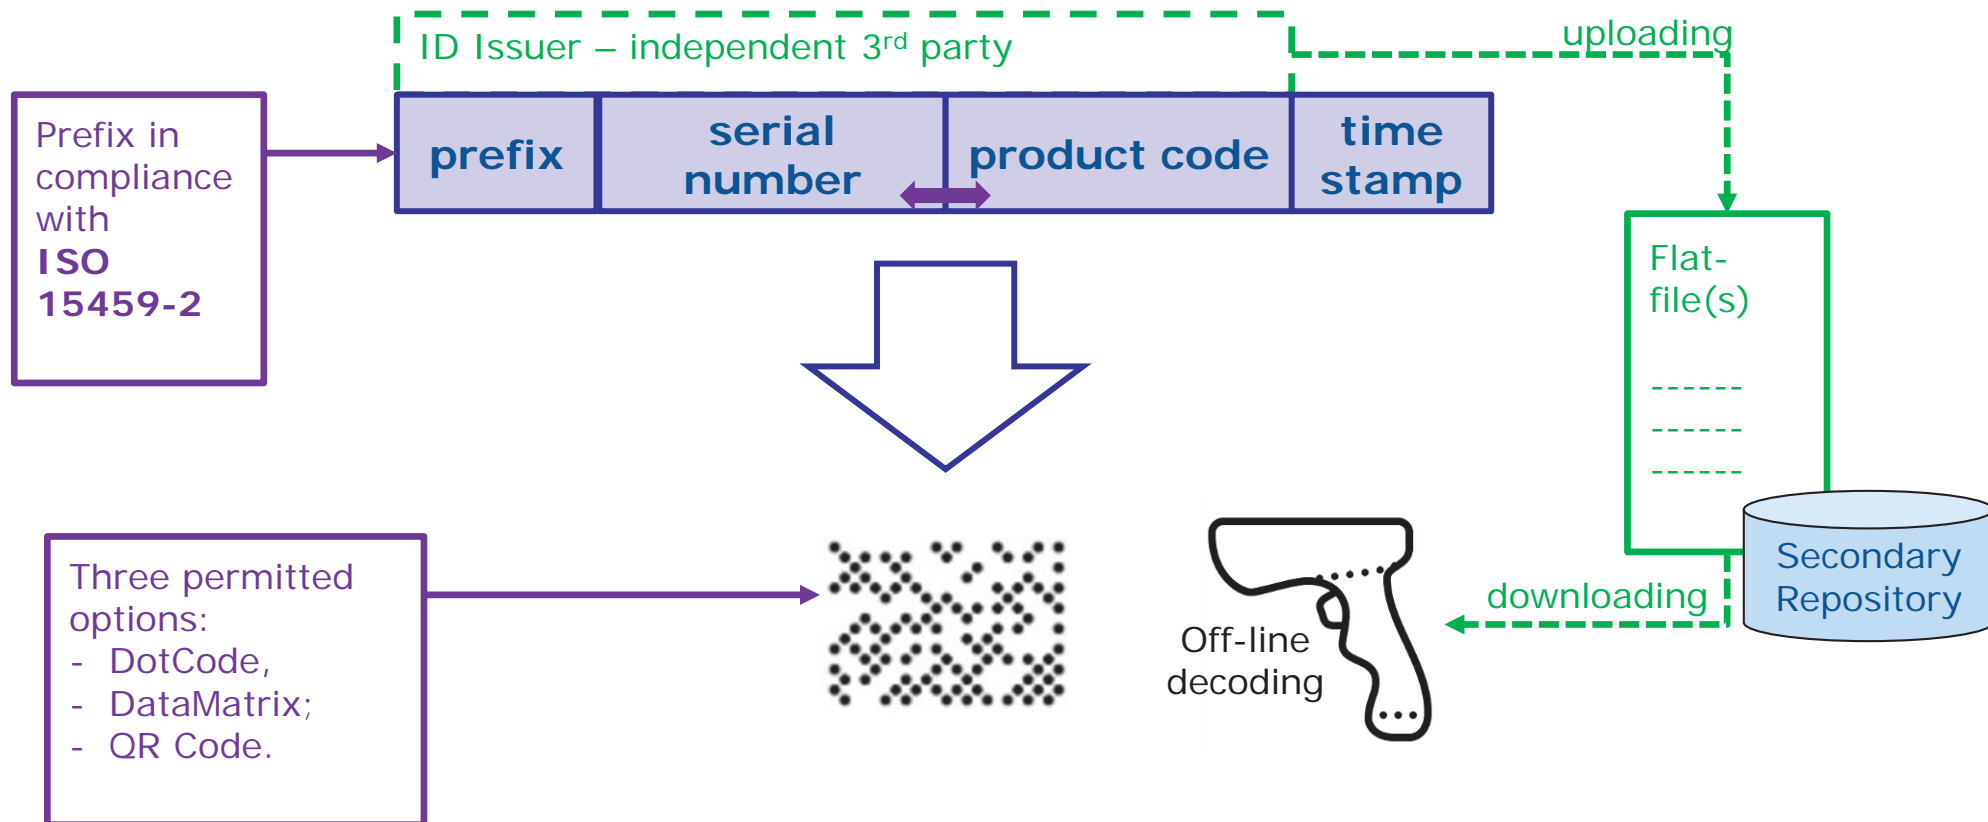 ID Issuer – independent 3rd party
uploading
Prefix in
compliance
with
ISO
15459-2
prefix
serial
number
product code
time
stamp
Flat-
file(s)
------
------
------
Three permitted
options:
- DotCode,
- DataMatrix;
- QR Code.
Off-line
decoding
downloading
Secondary
Repository